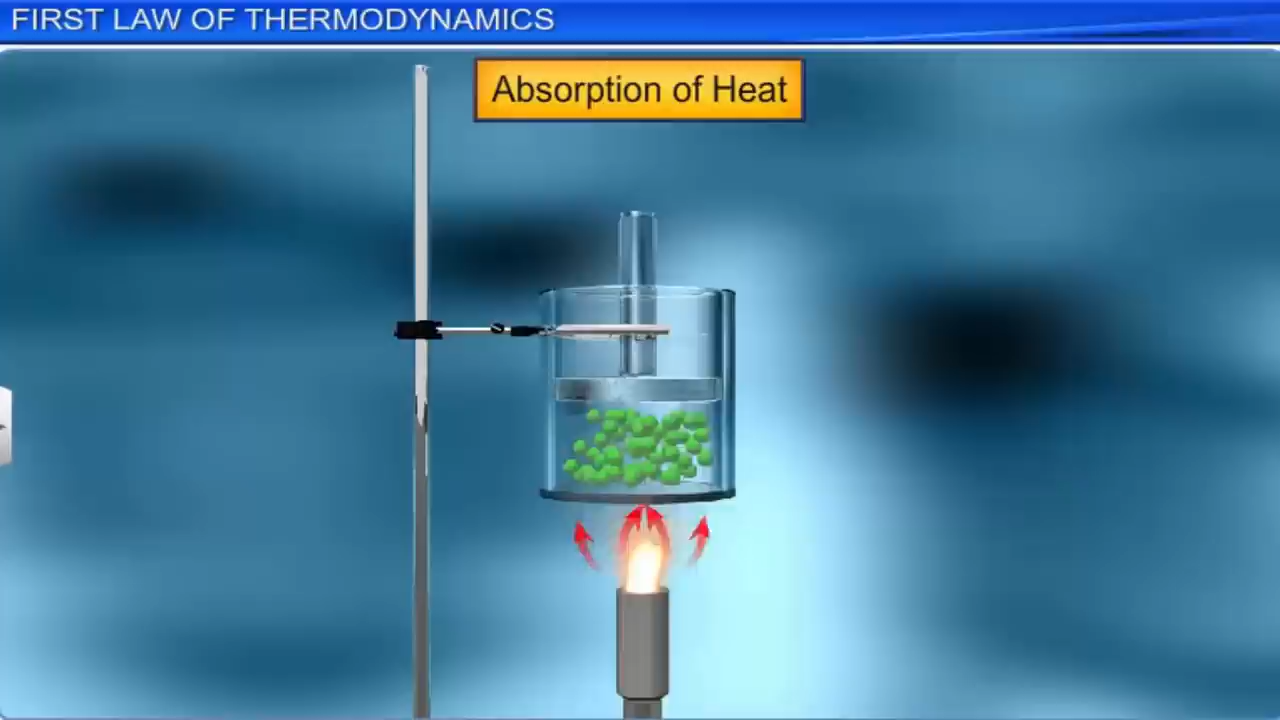 FIRST LAW OF THERMODYNAMICS
Absorption of Heat